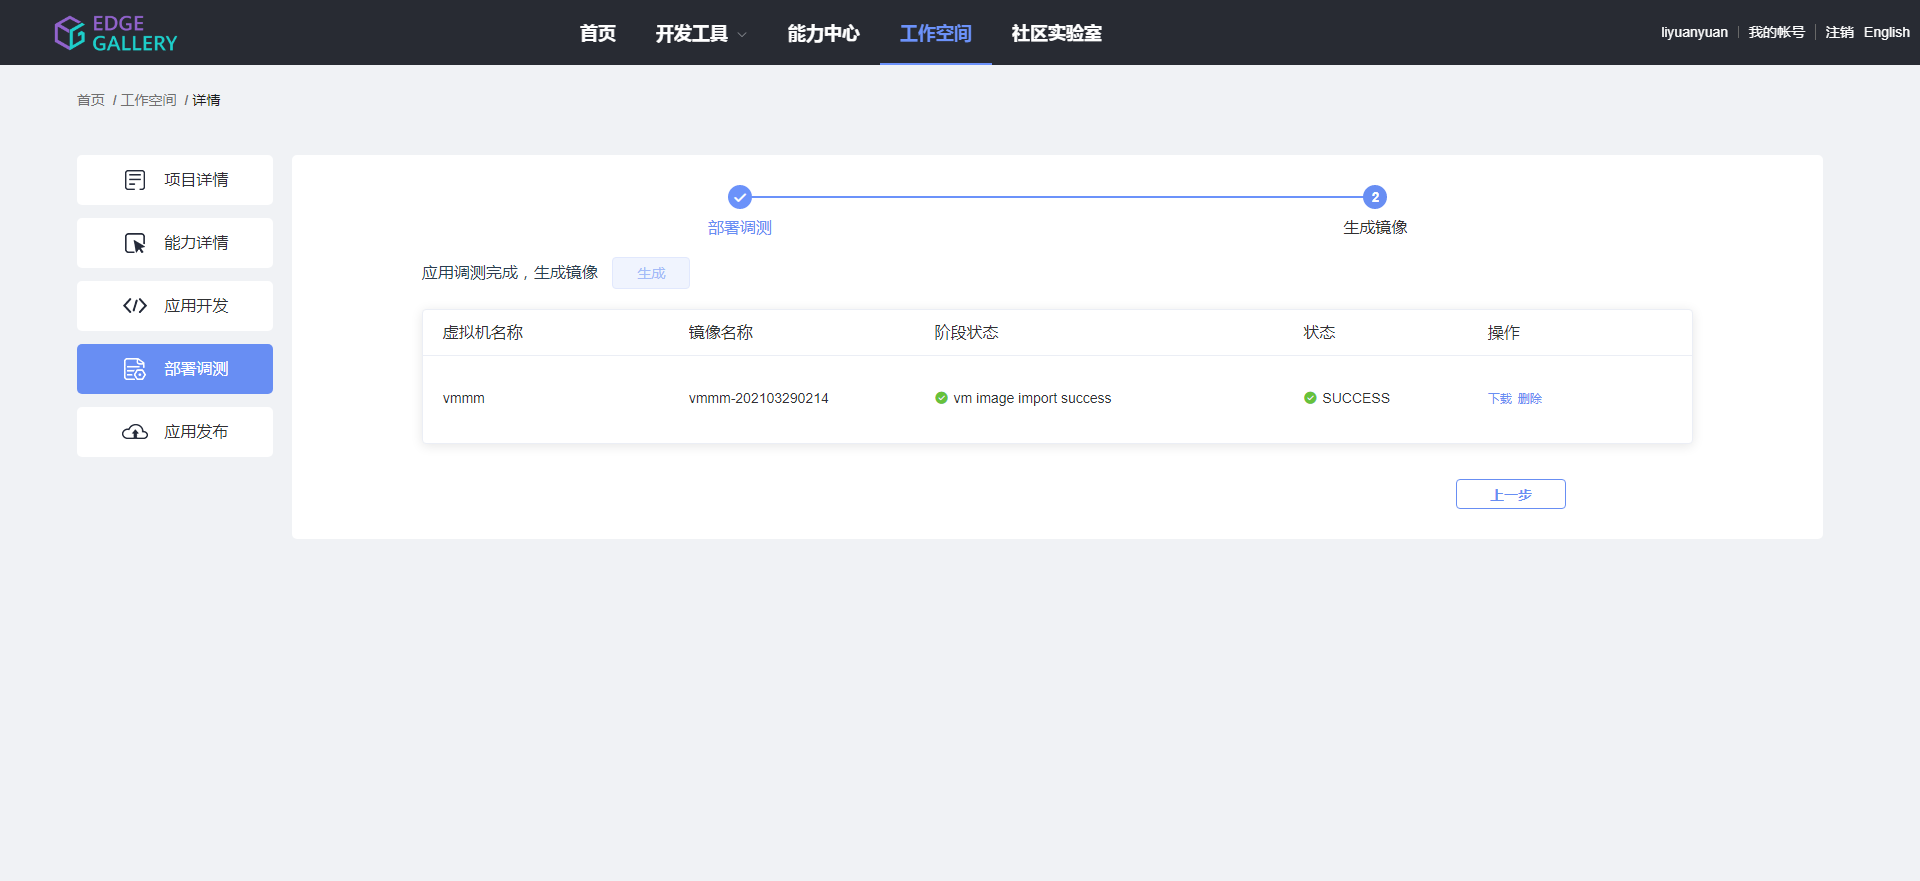 EDGE
GALLERY
首页 开发工具 能力中心 工作空间 社区实验室 liyuanyuan 我的帐号 注销 English
首页 / 工作空间 / 详情
项目详情
能力详情
应用开发
部署调测
应用发布
2
部署调测 生成镜像
应用调测完成，生成镜像 生成
虚拟机名称 镜像名称 阶段状态 状态 操作
vmmm vmmm-202103290214 vm image import success SUCCESS 下载 删除
上一步